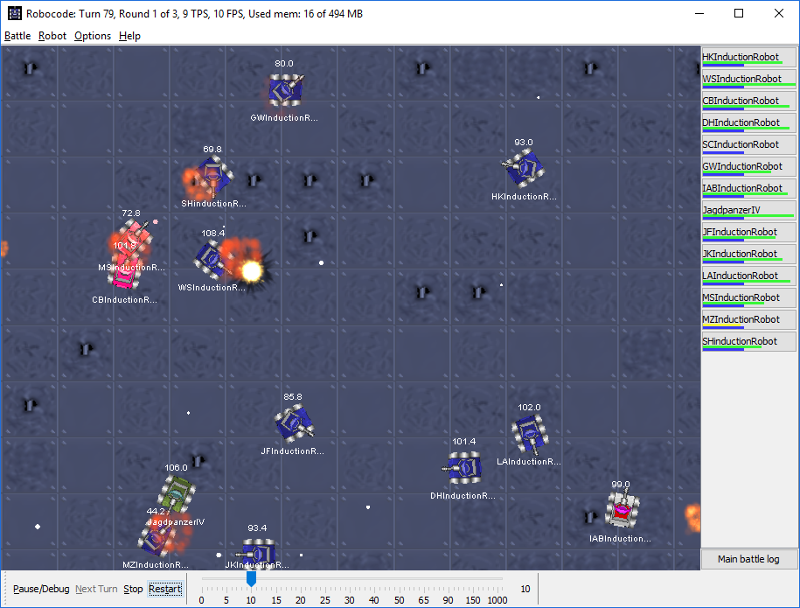 Robocode: Turn 79, Round 1 of 3, 9 TPS, 10 FPS, Used mem: 16 of 494 MB
Battle Robot Options Help
80.0
GWInductionR...
69.8
SHinductionR...
93.0
HKInductionR...
72.8
101.9
MSInductionR...
CBInductionR...
108.4
WSInductionR...
85.8
JFInductionR...
102.0
LAInductionR...
101.4
DHInductionR...
106.0
JagdpanzerIV
44.2
MZInductionR...
93.4
JKInductionR...
99.0
IABInduction...
HKInductionRobot
WSInductionRobot
CBInductionRobot
DHInductionRobot
SCInductionRobot
GWInductionRobot
IABInductionRobot
JagdpanzerIV
JFInductionRobot
JKInductionRobot
LAInductionRobot
MSInductionRobot
MZInductionRobot
SHinductionRobot
Main battle log
Pause/Debug Next Turn Stop Restart
0 5 10 15 20 25 30 40 50 65 90 150 1000
10